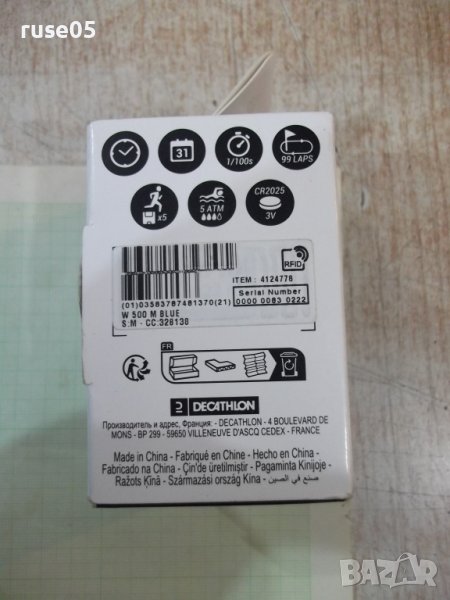 ruse05
31
1/100s
99 LAPS
x5
5 ATM
CR2025
3V
RFID
ITEM : 4124776
Serial Number
0000 0083 0222
(01)03583787481370(21)
W 500 M BLUE
S:M - CC:326138
FR
DECATHLON
Производител и адрес, Франция: - DECATHLON - 4 BOULEVARD DE
MONS - BP 299 - 59650 VILLENEUVE D'ASCQ CEDEX - FRANCE
Made in China - Fabriqué en Chine - Hecho en China -
Fabricado na China - Çin'de üretilmiştir - Pagaminta Kinijoje -
Ražots Ķīnā - Származási ország Kína - صنع في الصين
BAZAR